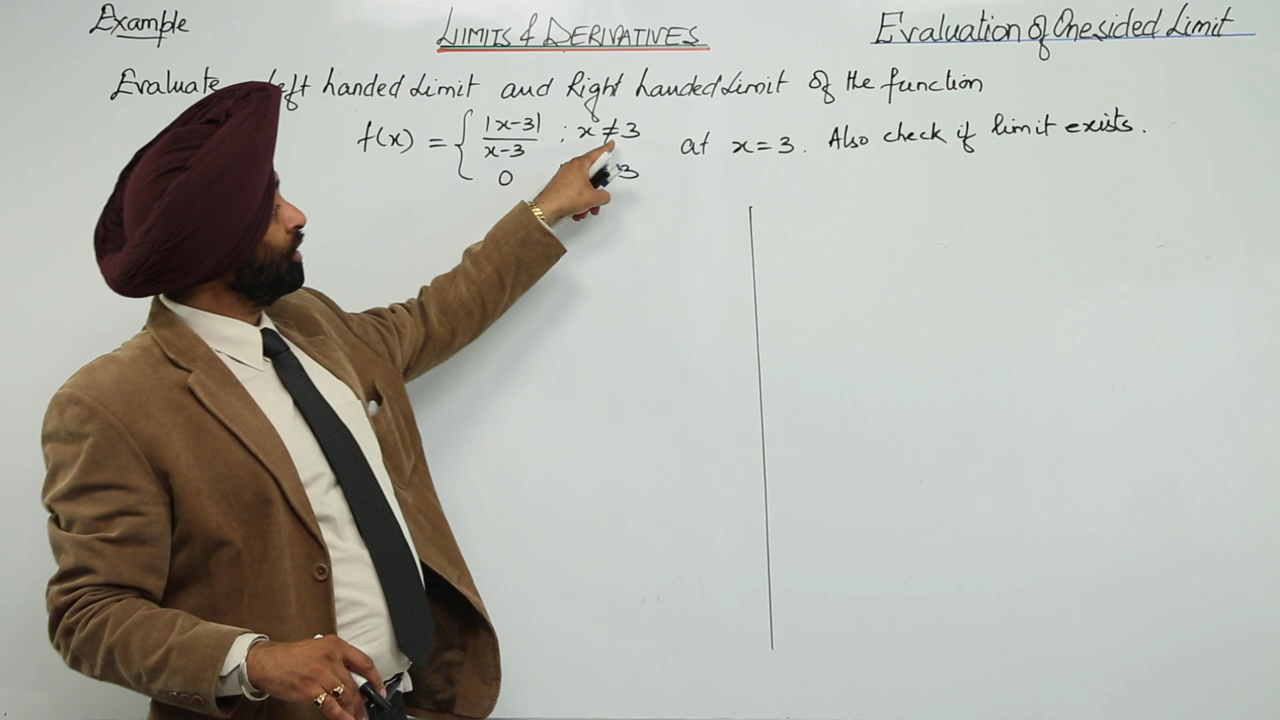 Example
LIMITS & DERIVATIVES
Evaluation of One sided Limit
Evaluate handed Limit and Right handed Limit of the function
f(x) = { |x-3| / x-3 ; x ≠ 3 at x = 3. Also check if limit exists.
0 3